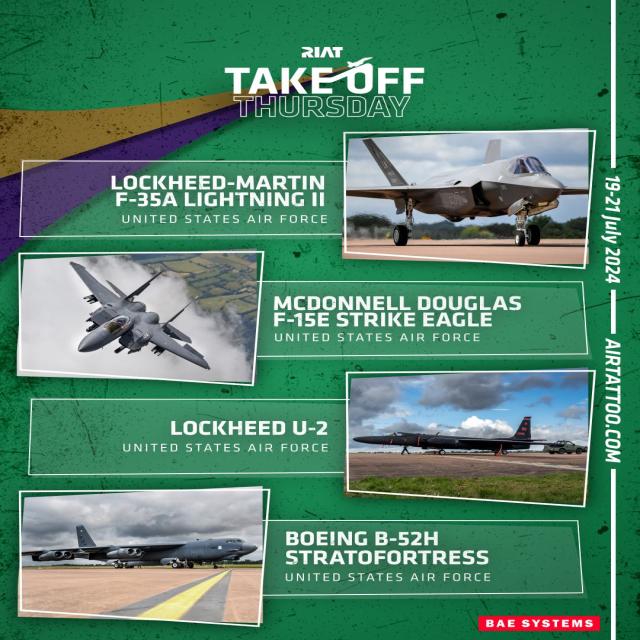 RIAT
TAKE OFF
THURSDAY
LOCKHEED-MARTIN
F-35A LIGHTNING II
UNITED STATES AIR FORCE
MCDONNELL DOUGLAS
F-15E STRIKE EAGLE
UNITED STATES AIR FORCE
LOCKHEED U-2
UNITED STATES AIR FORCE
BOEING B-52H
STRATOFORTRESS
UNITED STATES AIR FORCE
19-21 July 2024
AIRTATTOO.COM
BAE SYSTEMS